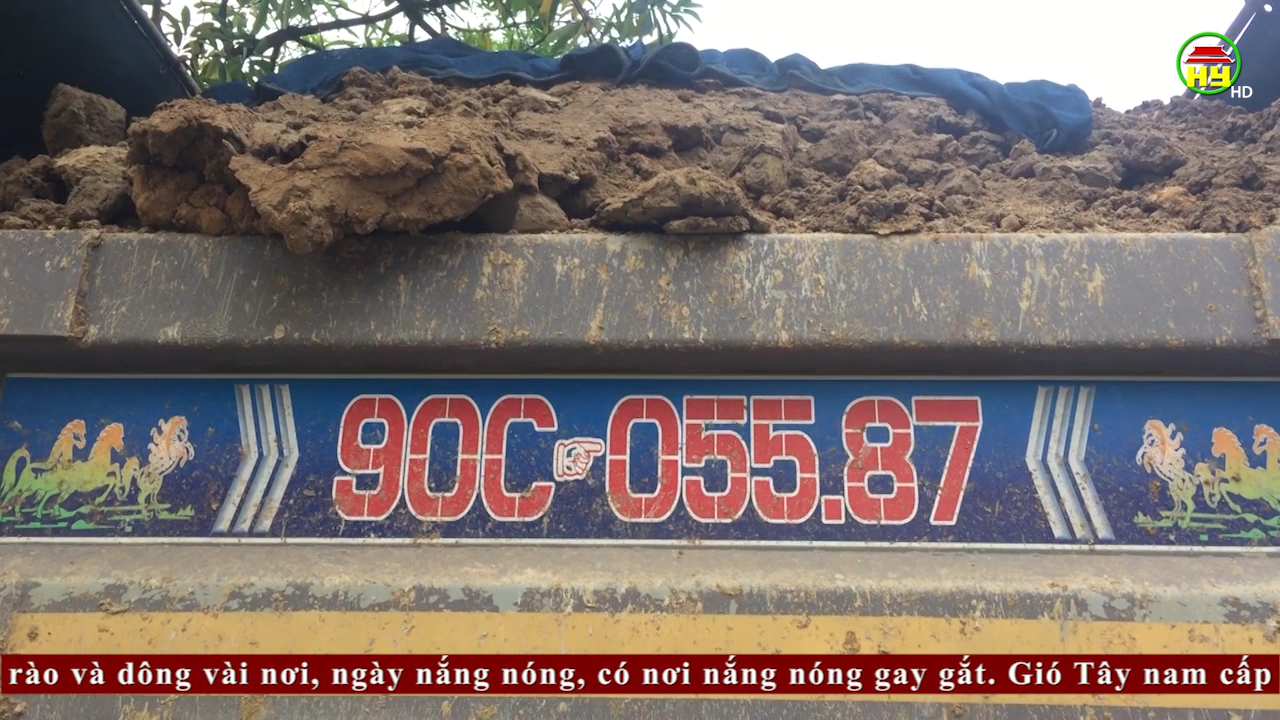 HY
HD
90C 055.87
rào và dông vài nơi, ngày nắng nóng, có nơi nắng nóng gay gắt. Gió Tây nam cấp